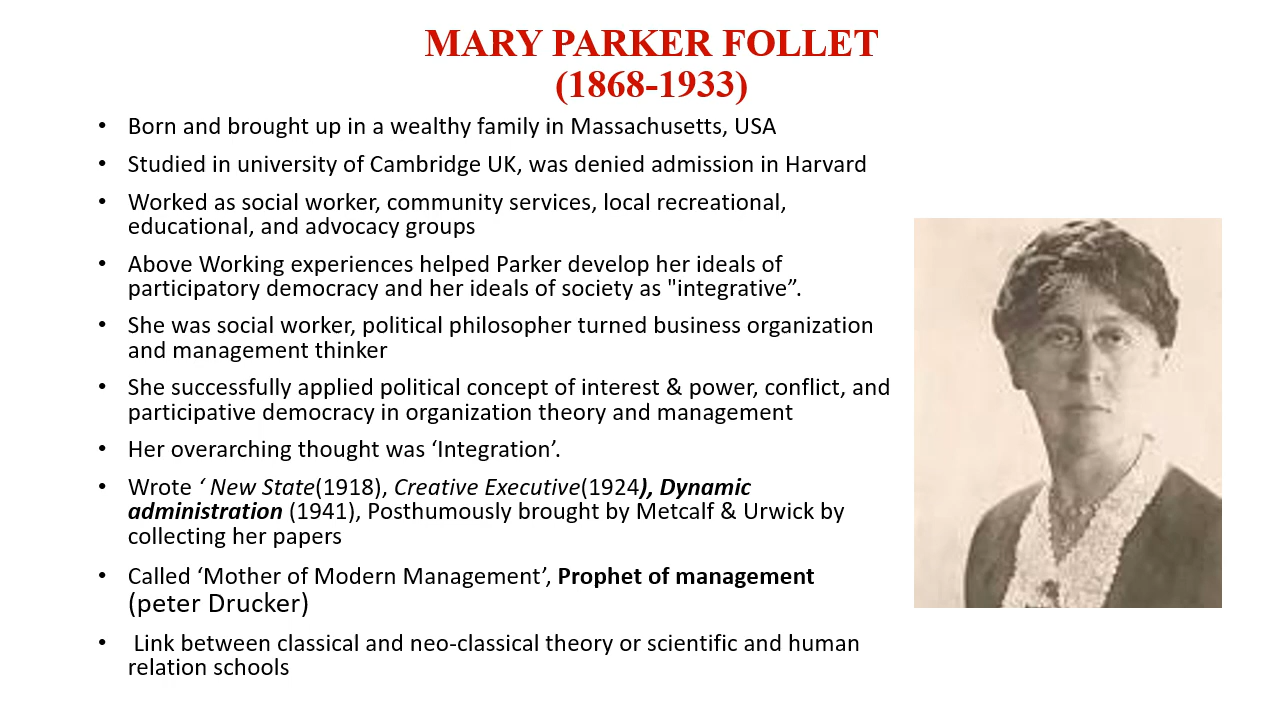 MARY PARKER FOLLET
(1868-1933)
• Born and brought up in a wealthy family in Massachusetts, USA
• Studied in university of Cambridge UK, was denied admission in Harvard
• Worked as social worker, community services, local recreational,
educational, and advocacy groups
• Above Working experiences helped Parker develop her ideals of
participatory democracy and her ideals of society as "integrative”.
• She was social worker, political philosopher turned business organization
and management thinker
• She successfully applied political concept of interest & power, conflict, and
participative democracy in organization theory and management
• Her overarching thought was ‘Integration’.
• Wrote ‘ New State(1918), Creative Executive(1924), Dynamic
administration (1941), Posthumously brought by Metcalf & Urwick by
collecting her papers
• Called ‘Mother of Modern Management’, Prophet of management
(peter Drucker)
• Link between classical and neo-classical theory or scientific and human
relation schools